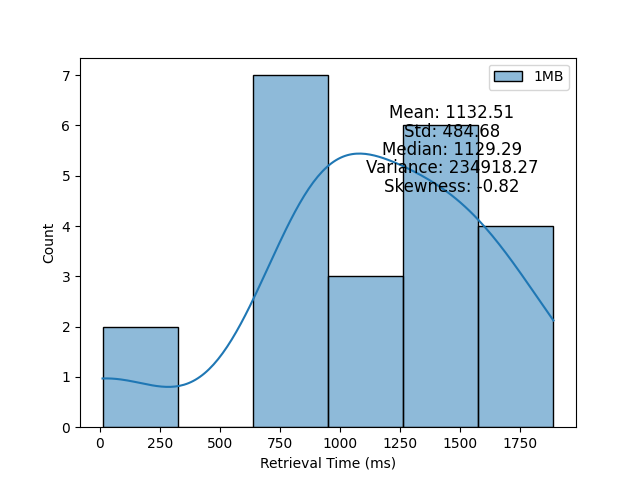 1MB
Mean: 1132.51
Std: 484.68
Median: 1129.29
Variance: 234918.27
Skewness: -0.82
7
6
5
4
3
2
1
0
Count
0 250 500 750 1000 1250 1500 1750
Retrieval Time (ms)